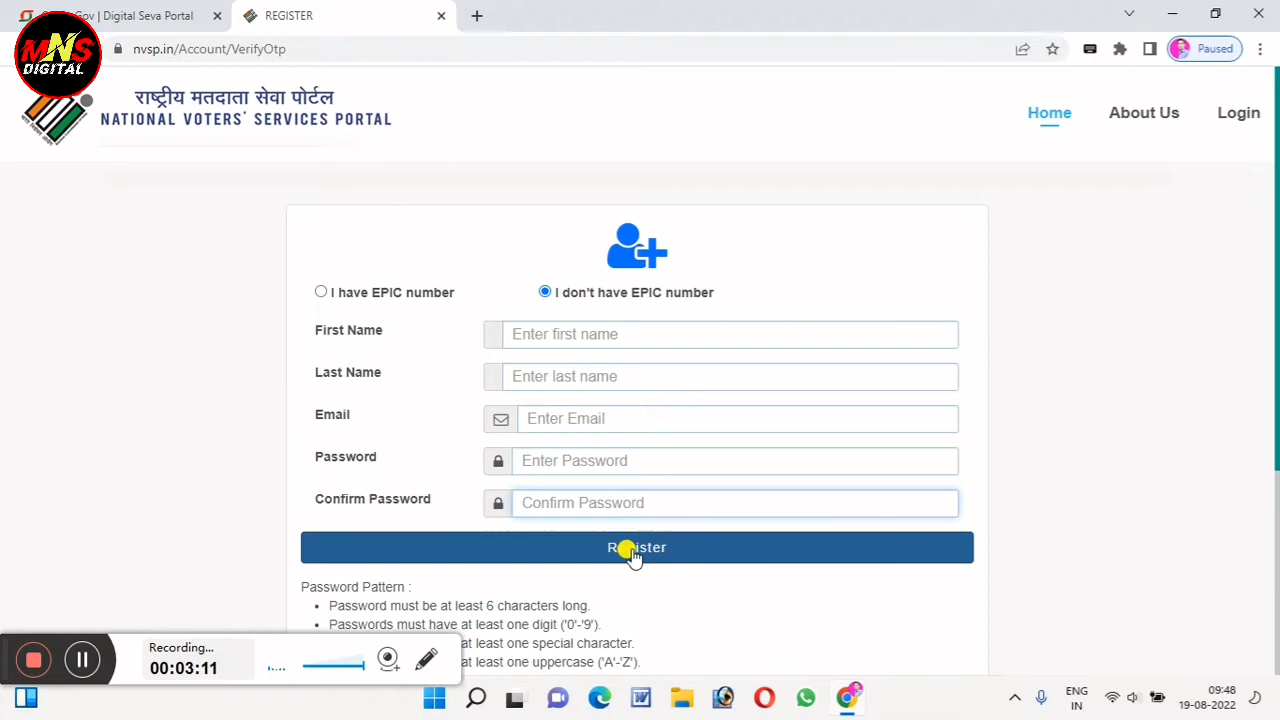 Gov | Digital Seva Portal
REGISTER
MNS
DIGITAL
nvsp.in/Account/VerifyOtp
Paused
राष्ट्रीय मतदाता सेवा पोर्टल
NATIONAL VOTERS' SERVICES PORTAL
Home
About Us
Login
I have EPIC number
I don't have EPIC number
First Name
Enter first name
Last Name
Enter last name
Email
Enter Email
Password
Enter Password
Confirm Password
Confirm Password
Register
Password Pattern :
• Password must be at least 6 characters long.
• Passwords must have at least one digit ('0'-'9').
at least one special character.
at least one uppercase ('A'-'Z').
Recording...
00:03:11
ENG
IN
09:48
19-08-2022